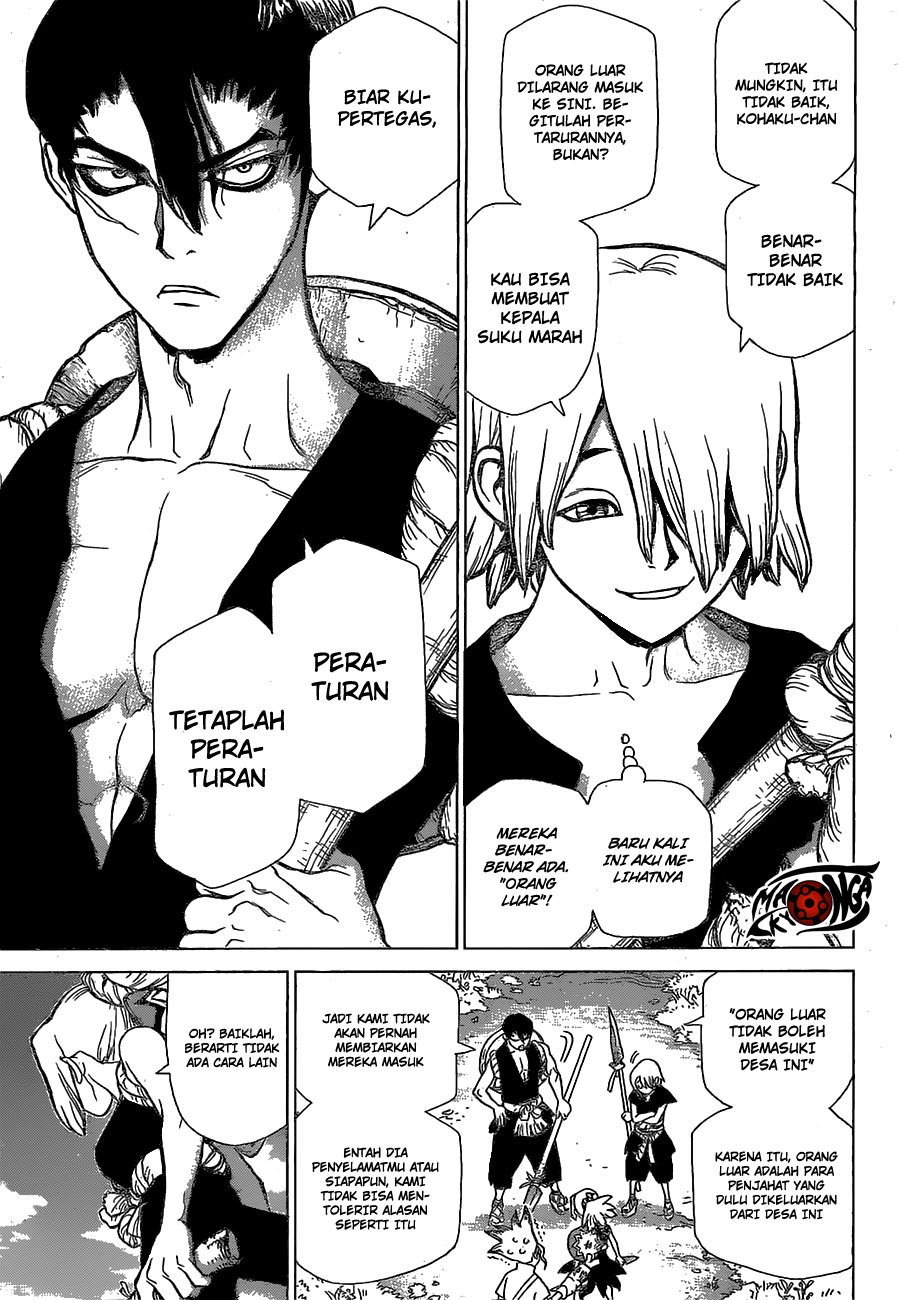 TIDAK
MUNGKIN, ITU
TIDAK BAIK,
KOHAKU-CHAN
BENAR-
BENAR
TIDAK BAIK
ORANG LUAR
DILARANG MASUK
KE SINI. BE-
GITULAH PER-
TARURANNYA,
BUKAN?
KAU BISA
MEMBUAT
KEPALA
SUKU MARAH
BARU KALI
INI AKU ME-
LIHATNYA
MEREKA
BENAR-
BENAR ADA.
"ORANG
LUAR"!
BIAR KU-
PERTEGAS,
PERA-
TURAN
TETAPLAH
PERA-
TURAN
MANGAKYO
"ORANG LUAR
TIDAK BOLEH
MEMASUKI
DESA INI"
KARENA ITU, ORANG
LUAR ADALAH PARA
PENJAHAT YANG
DULU DIKELUARKAN
DARI DESA INI
JADI KAMI TIDAK
AKAN PERNAH
MEMBIARKAN
MEREKA MASUK
ENTAH DIA
PENYELAMATMU ATAU
SIAPAPUN, KAMI
TIDAK BISA MEN-
TOLERIR ALASAN
SEPERTI ITU
OH? BAIKLAH,
BERARTI TIDAK
ADA CARA LAIN